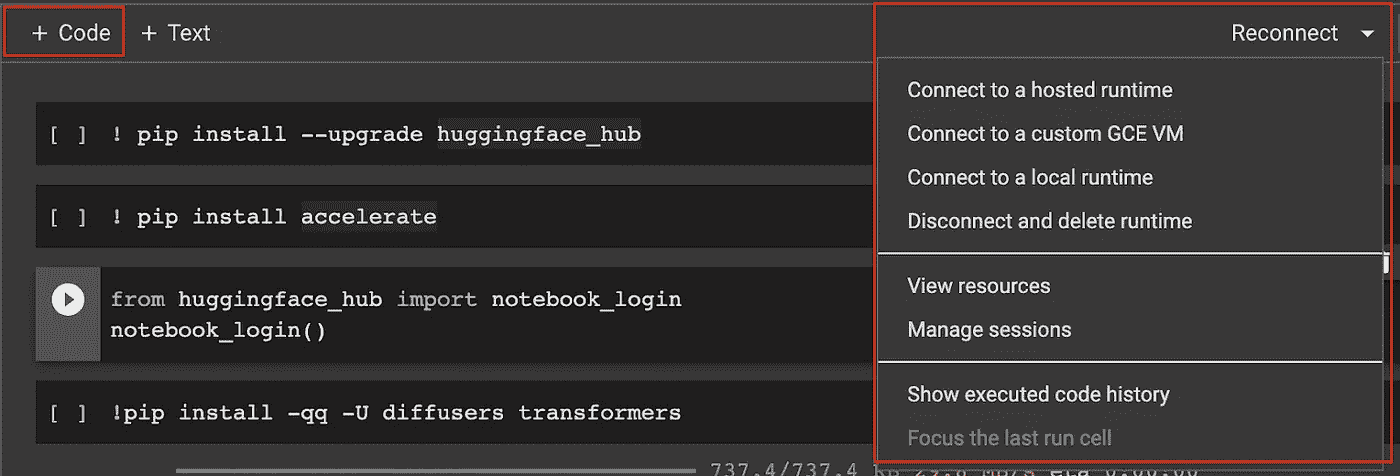 + Code + Text
Reconnect
Connect to a hosted runtime
Connect to a custom GCE VM
Connect to a local runtime
Disconnect and delete runtime
View resources
Manage sessions
Show executed code history
Focus the last run cell
[ ] ! pip install --upgrade huggingface_hub
[ ] ! pip install accelerate
from huggingface_hub import notebook_login
notebook_login()
[ ] !pip install -qq -U diffusers transformers
737.4/737.4